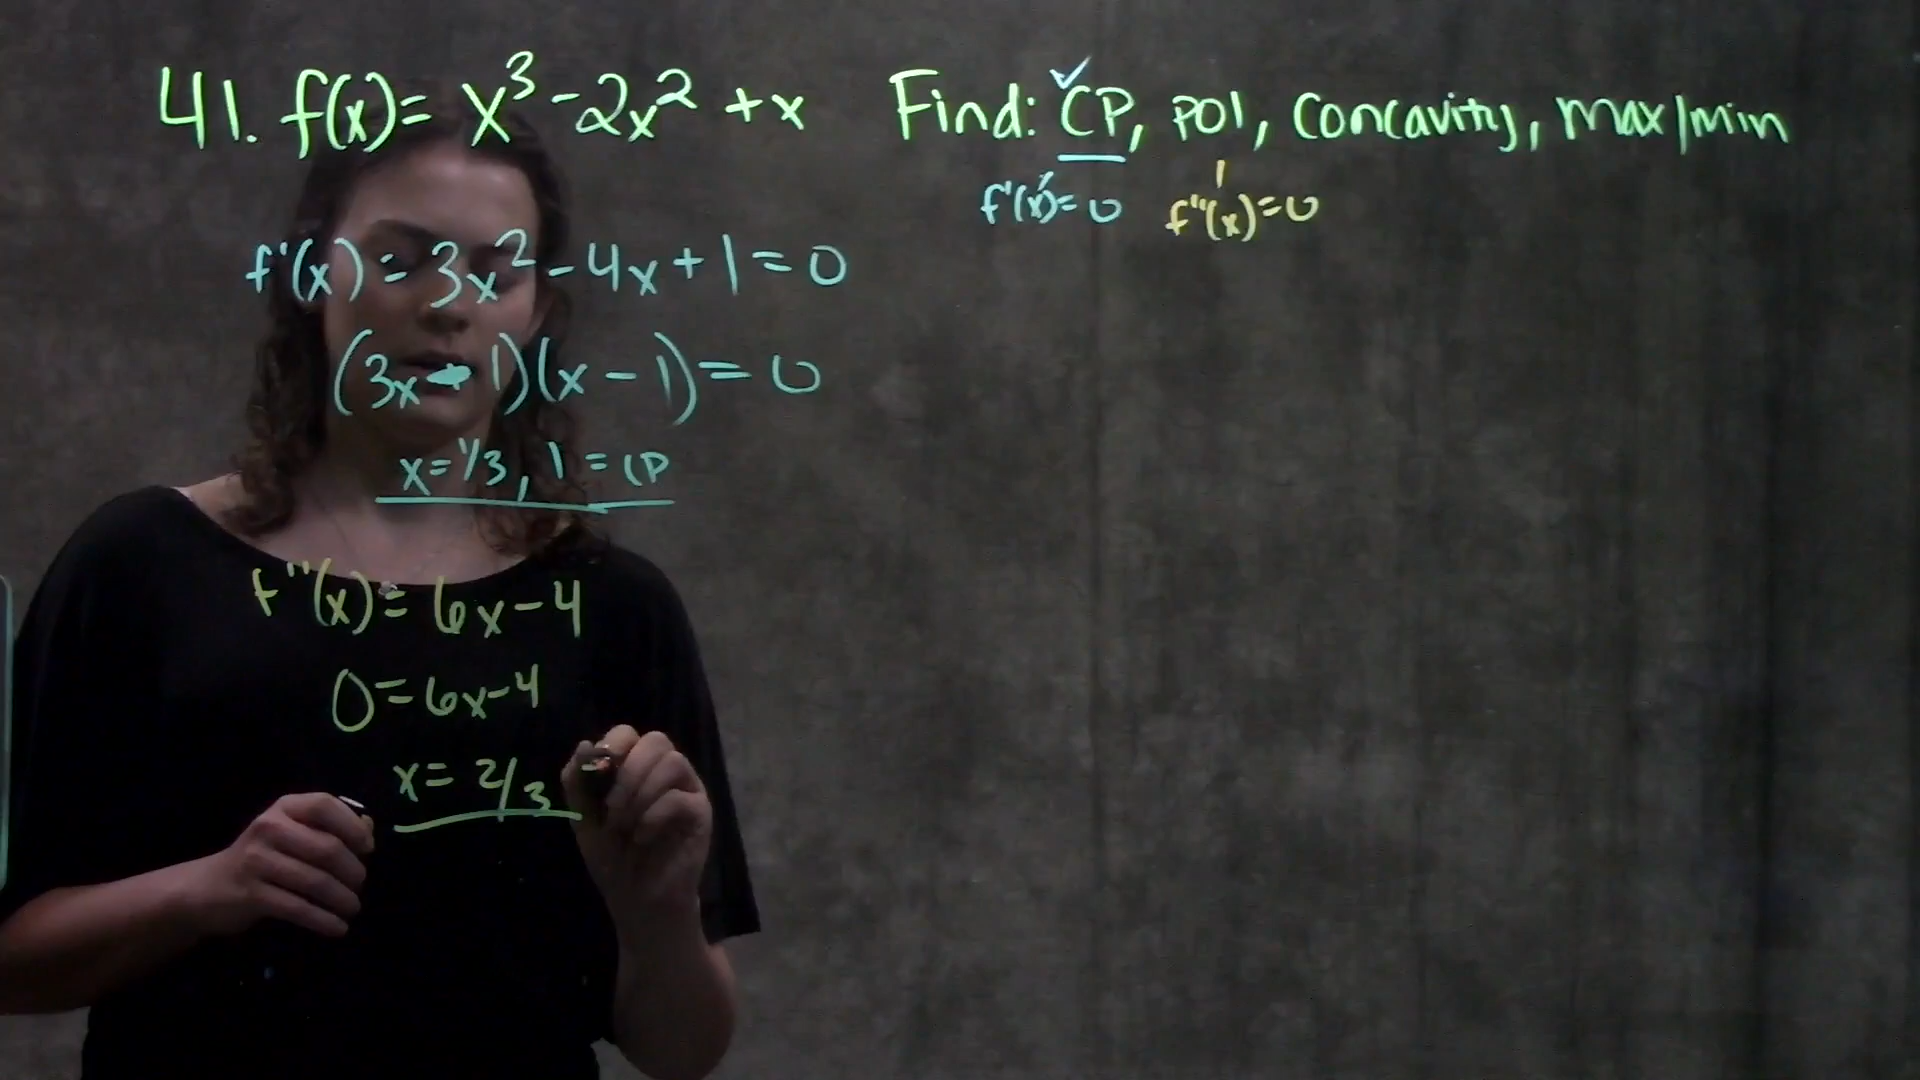 41. f(x) = x³ - 2x² + x Find: ✓CP, POI, Concavity, max/min
f'(x) = 0 f''(x) = 0
f'(x) = 3x² - 4x + 1 = 0
(3x - 1)(x - 1) = 0
x = 1/3, 1 = CP
f''(x) = 6x - 4
0 = 6x - 4
x = 2/3